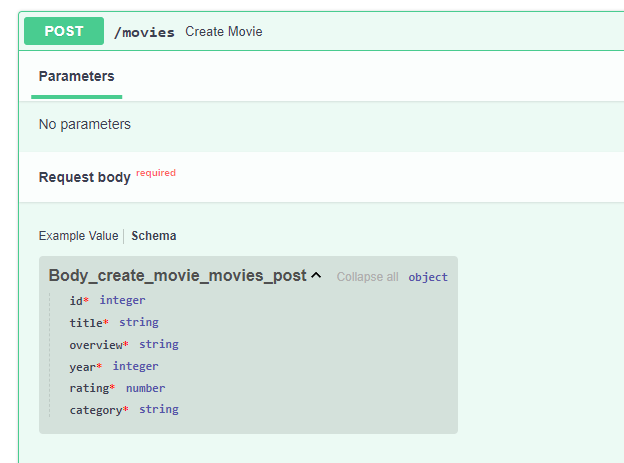 POST /movies Create Movie
Parameters
No parameters
Request body required
Example Value Schema
Body_create_movie_movies_post Collapse all object
id* integer
title* string
overview* string
year* integer
rating* number
category* string